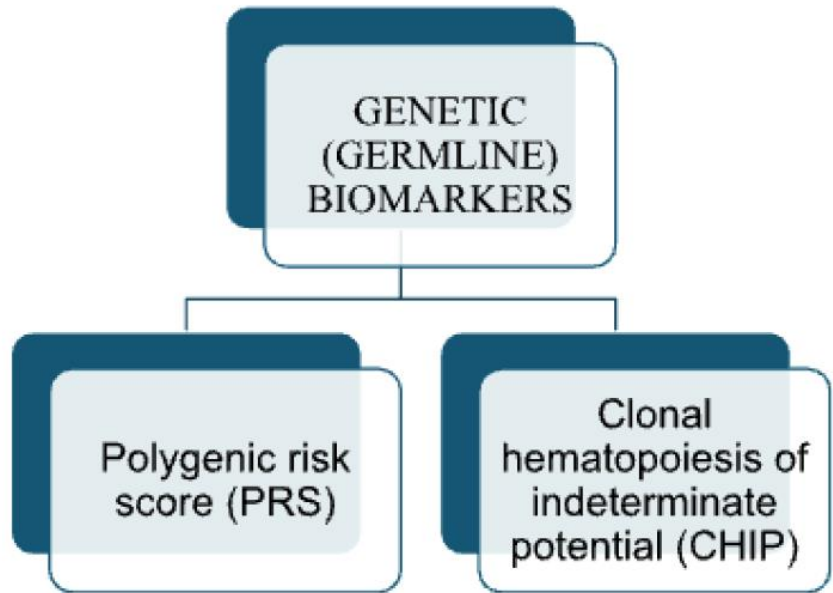 GENETIC
(GERMLINE)
BIOMARKERS
Polygenic risk
score (PRS)
Clonal
hematopoiesis of
indeterminate
potential (CHIP)